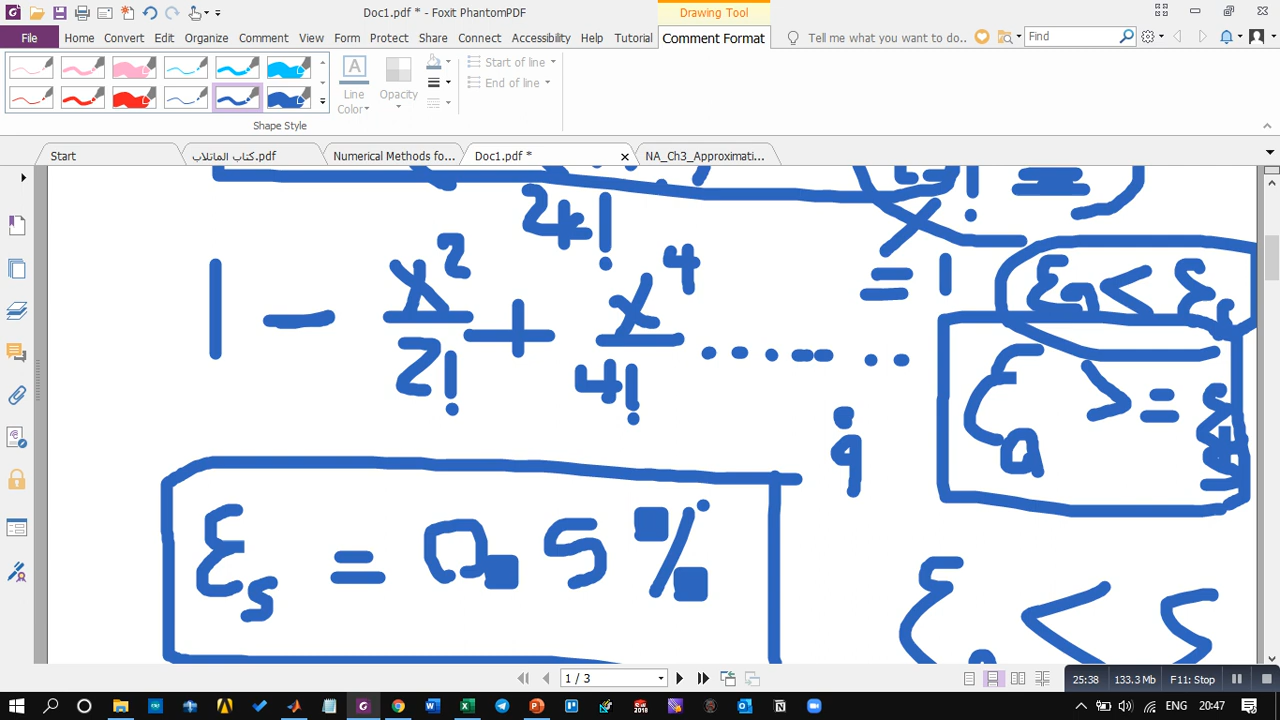 Doc1.pdf * - Foxit PhantomPDF
Drawing Tool
File Home Convert Edit Organize Comment View Form Protect Share Connect Accessibility Help Tutorial Comment Format Tell me what you want to do.. Find
Line Color Opacity Start of line
End of line
Shape Style
Start كتاب الماتلاب.pdf Numerical Methods fo... Doc1.pdf * NA_Ch3_Approximati...
2k!
1 - x²/2! + x⁴/4! ........
= 1
εa < εs
εa >= εs
εs = 0.5 %
εa <
1 / 3
25:38 133.3 Mb F11: Stop
ENG 20:47